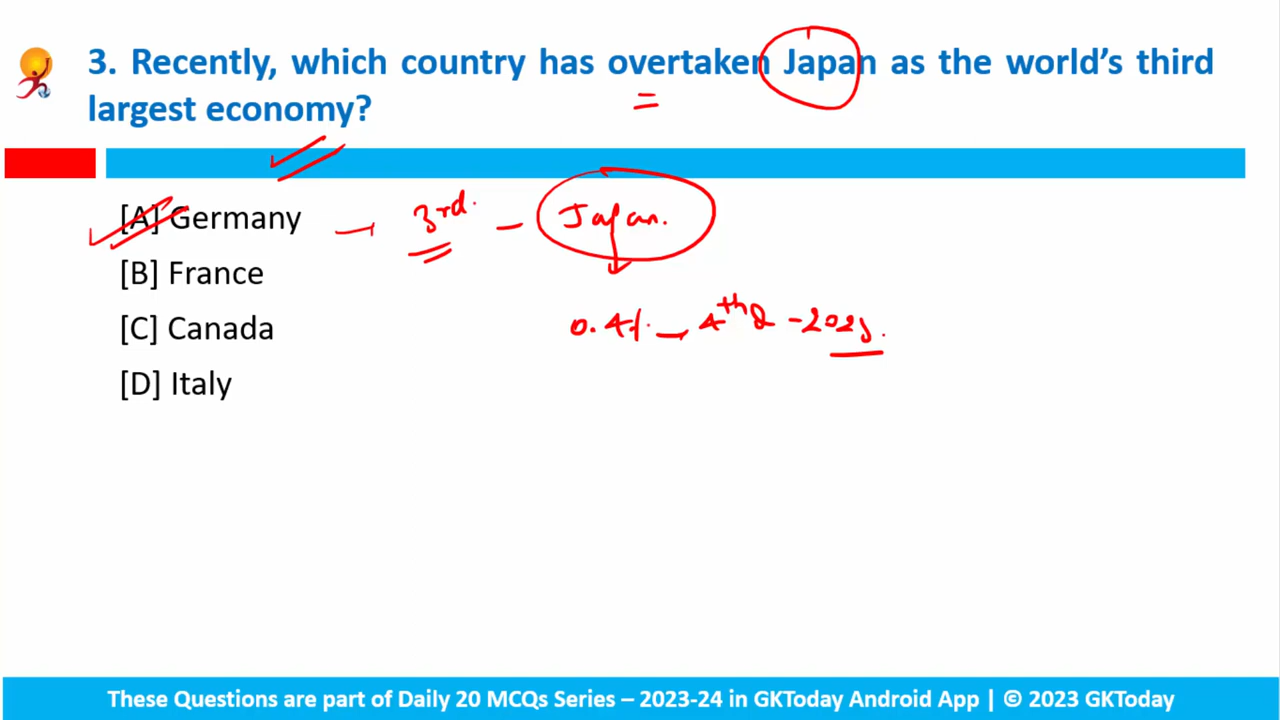 3. Recently, which country has overtaken Japan as the world's third
largest economy?
[A] Germany – 3rd. – Japan.
[B] France
0.4%. – 4th Q – 2023.
[C] Canada
[D] Italy
These Questions are part of Daily 20 MCQs Series – 2023-24 in GKToday Android App | © 2023 GKToday